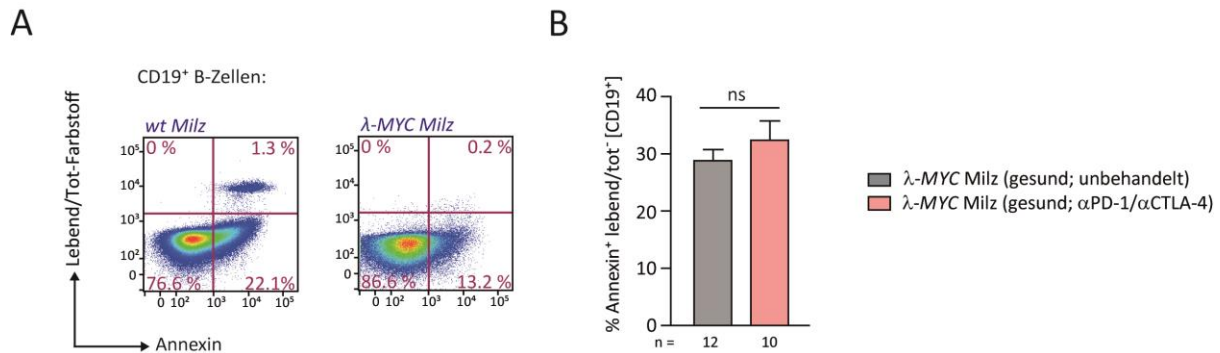 A
CD19⁺ B-Zellen:
wt Milz
λ-MYC Milz
Lebend/Tot-Farbstoff
10⁵
10⁴
10³
10²
0
0 %
1.3 %
76.6 %
22.1%
0 10² 10³ 10⁴ 10⁵
10⁵
10⁴
10³
10²
0
0 %
0.2 %
86.6 %
13.2 %
0 10² 10³ 10⁴ 10⁵
Annexin
B
% Annexin⁺ lebend/tot⁻ [CD19⁺]
40
30
20
10
0
ns
n = 12 10
λ-MYC Milz (gesund; unbehandelt)
λ-MYC Milz (gesund; αPD-1/αCTLA-4)